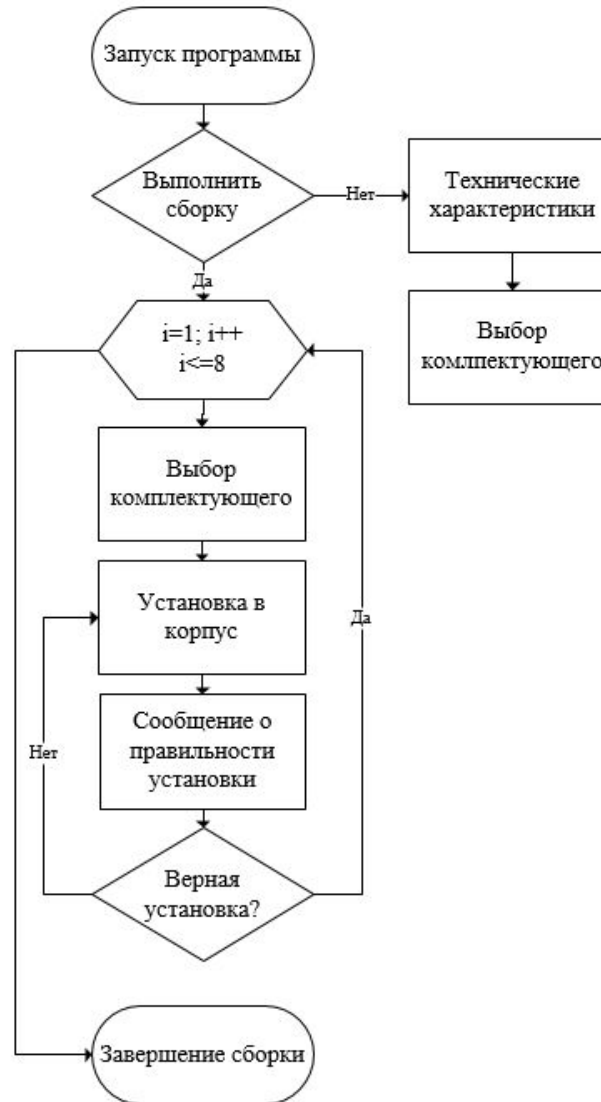 Запуск программы
Выполнить
сборку
Нет
Технические
характеристики
Да
Выбор
комлпектующего
i=1; i++
i<=8
Выбор
комплектующего
Установка в
корпус
Да
Сообщение о
правильности
установки
Нет
Верная
установка?
Завершение сборки